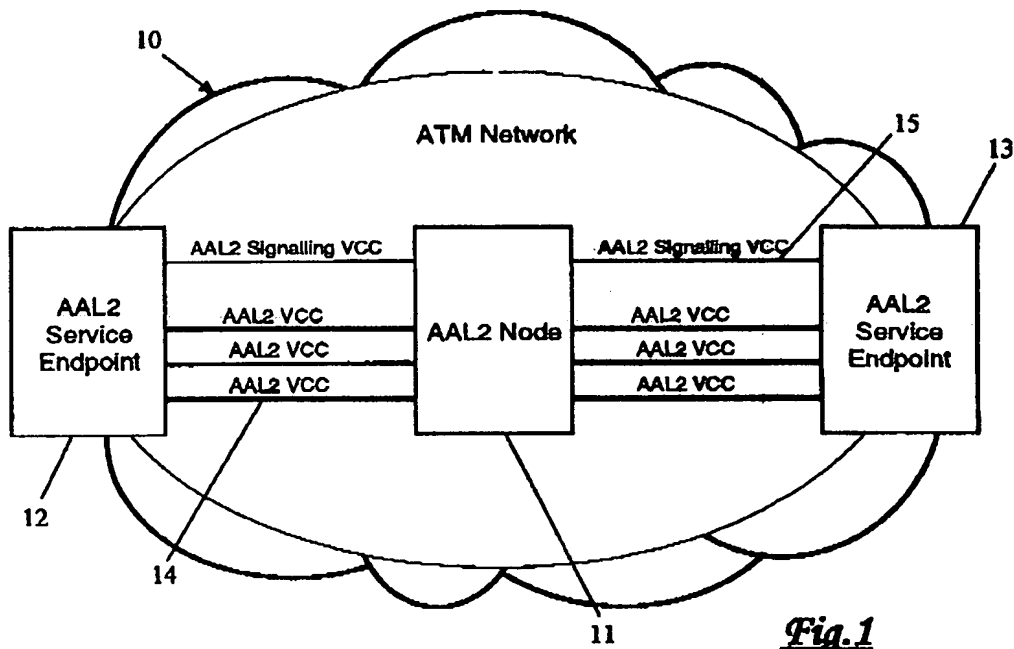 10
ATM Network
15
13
AAL2 Signalling VCC
AAL2 Signalling VCC
AAL2
Service
Endpoint
AAL2 VCC
AAL2 VCC
AAL2 VCC
AAL2 Node
AAL2 VCC
AAL2 VCC
AAL2 VCC
AAL2
Service
Endpoint
12
14
11
Fig.1